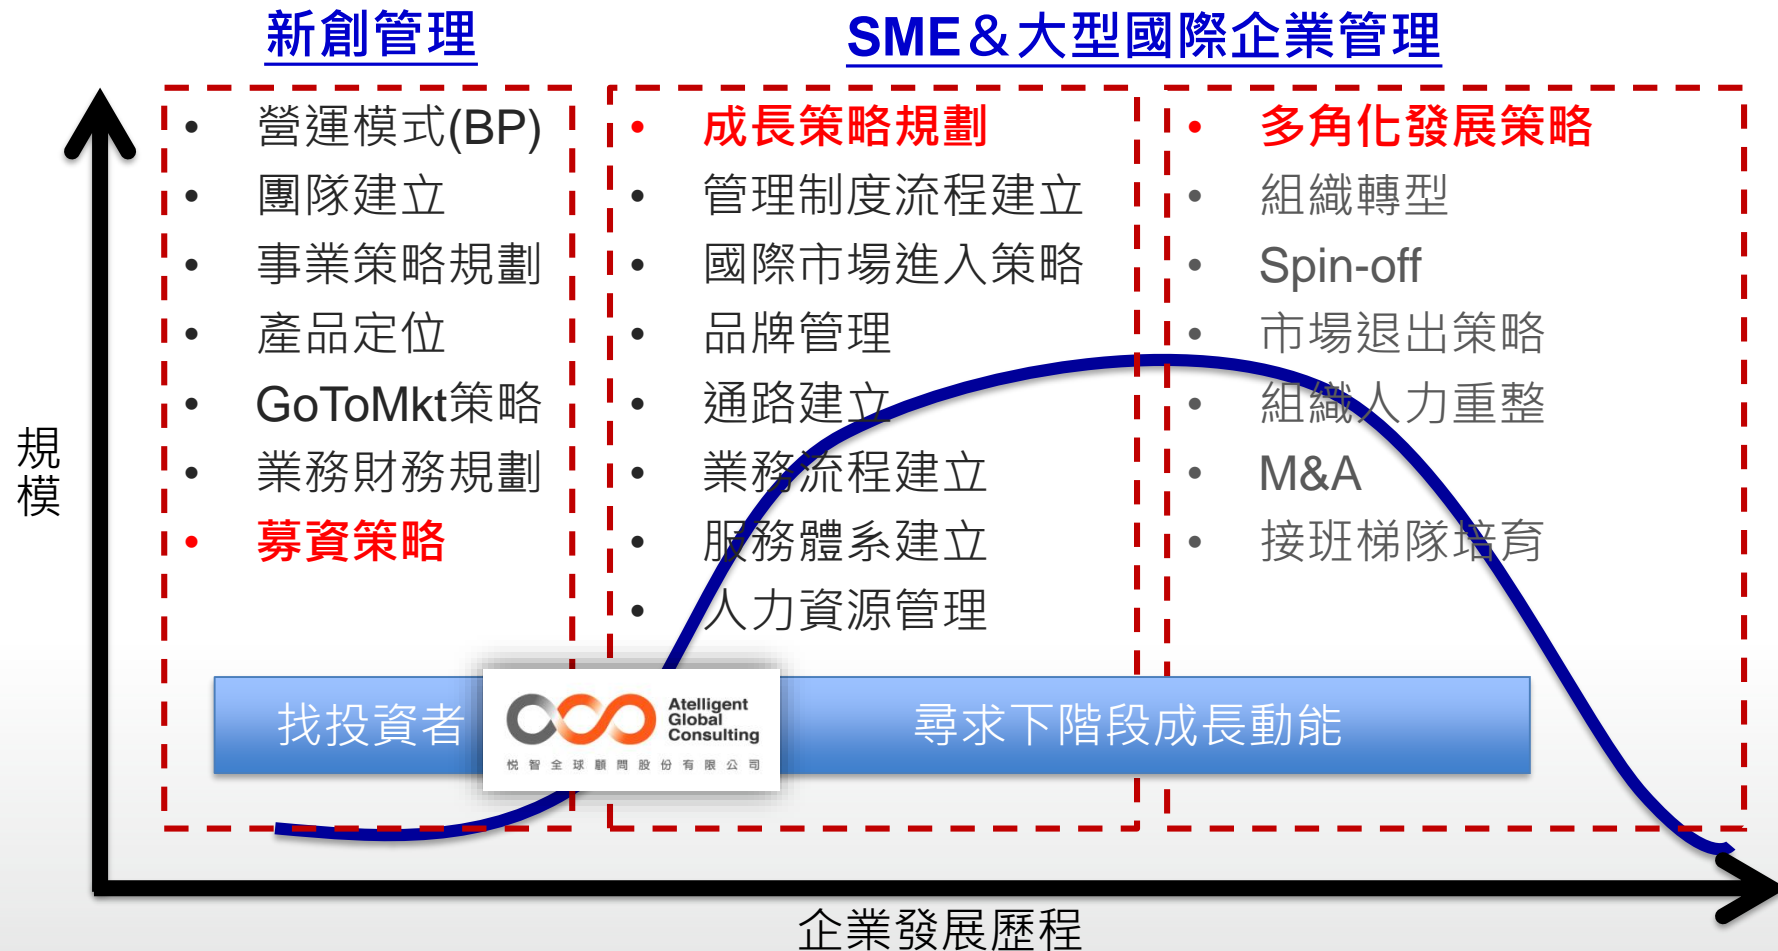 新創管理
SME＆大型國際企業管理
• 營運模式(BP)
• 團隊建立
• 事業策略規劃
• 產品定位
• GoToMkt策略
• 業務財務規劃
• 募資策略
• 成長策略規劃
• 管理制度流程建立
• 國際市場進入策略
• 品牌管理
• 通路建立
• 業務流程建立
• 服務體系建立
• 人力資源管理
• 多角化發展策略
• 組織轉型
• Spin-off
• 市場退出策略
• 組織人力重整
• M&A
• 接班梯隊培育
規模
找投資者
Atelligent
Global
Consulting
悦智全球顧問股份有限公司
尋求下階段成長動能
企業發展歷程